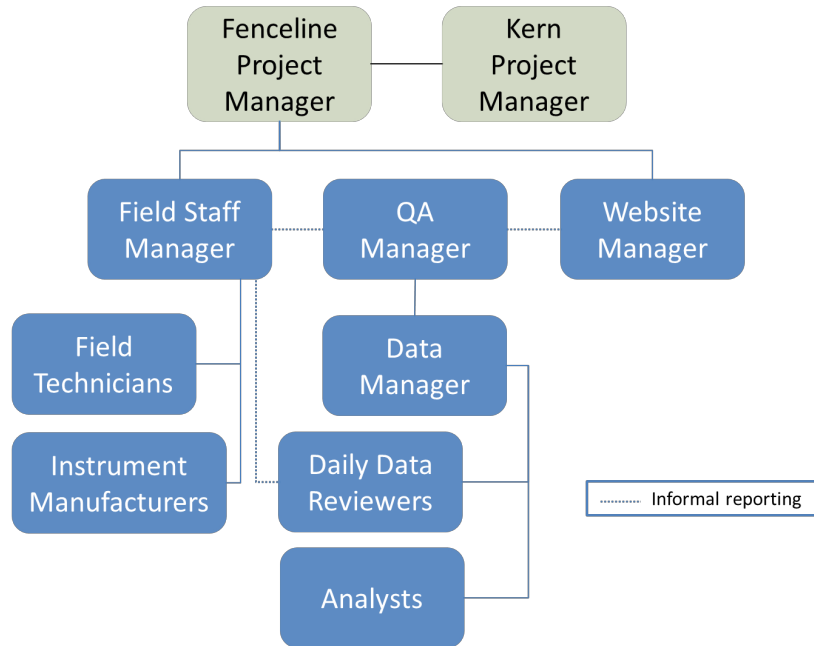 Fenceline
Project
Manager
Kern
Project
Manager
Field Staff
Manager
QA
Manager
Website
Manager
Field
Technicians
Data
Manager
Instrument
Manufacturers
Daily Data
Reviewers
Informal reporting
Analysts